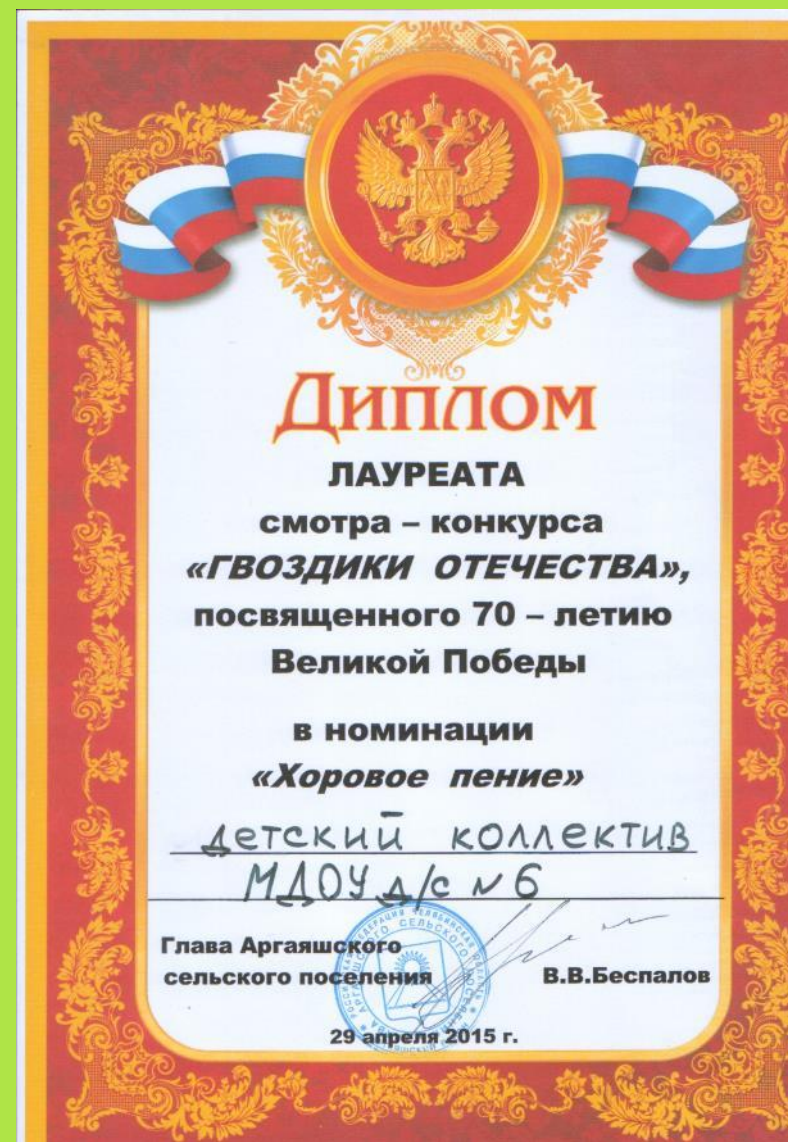 Диплом
ЛАУРЕАТА
смотра – конкурса
«ГВОЗДИКИ ОТЕЧЕСТВА»,
посвященного 70 – летию
Великой Победы
в номинации
«Хоровое пение»
детский коллектив
МДОУ д/с N 6
Глава Аргаяшского
сельского поселения В.В.Беспалов
29 апреля 2015 г.